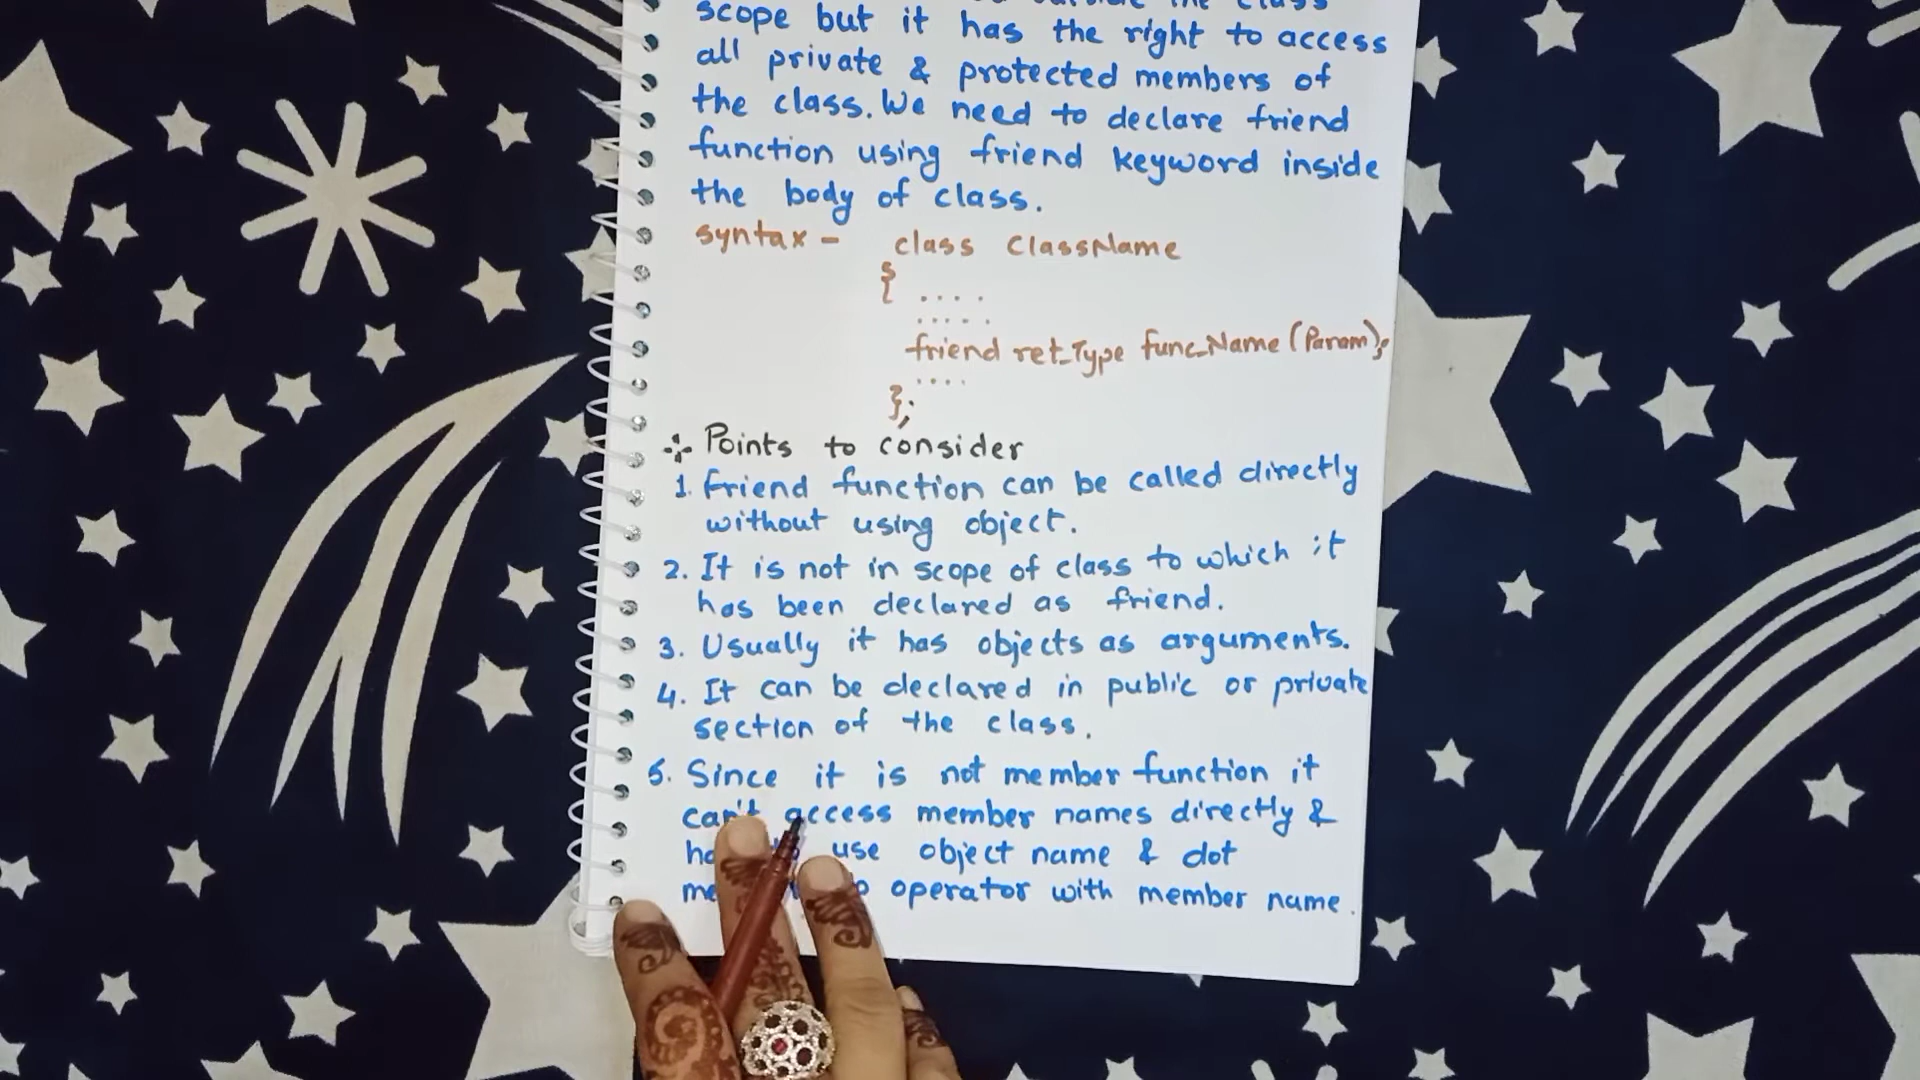 the class
scope but it has the right to access
all private & protected members of
the class. We need to declare friend
function using friend keyword inside
the body of class.
syntax - class ClassName
{ ....
.....
friend ret_Type func_Name (Param);
....
};
Points to consider
1. Friend function can be called directly
without using object.
2. It is not in scope of class to which it
has been declared as friend.
3. Usually it has objects as arguments.
4. It can be declared in public or private
section of the class.
5. Since it is not member function it
can't access member names directly &
use object name & dot
operator with member name.